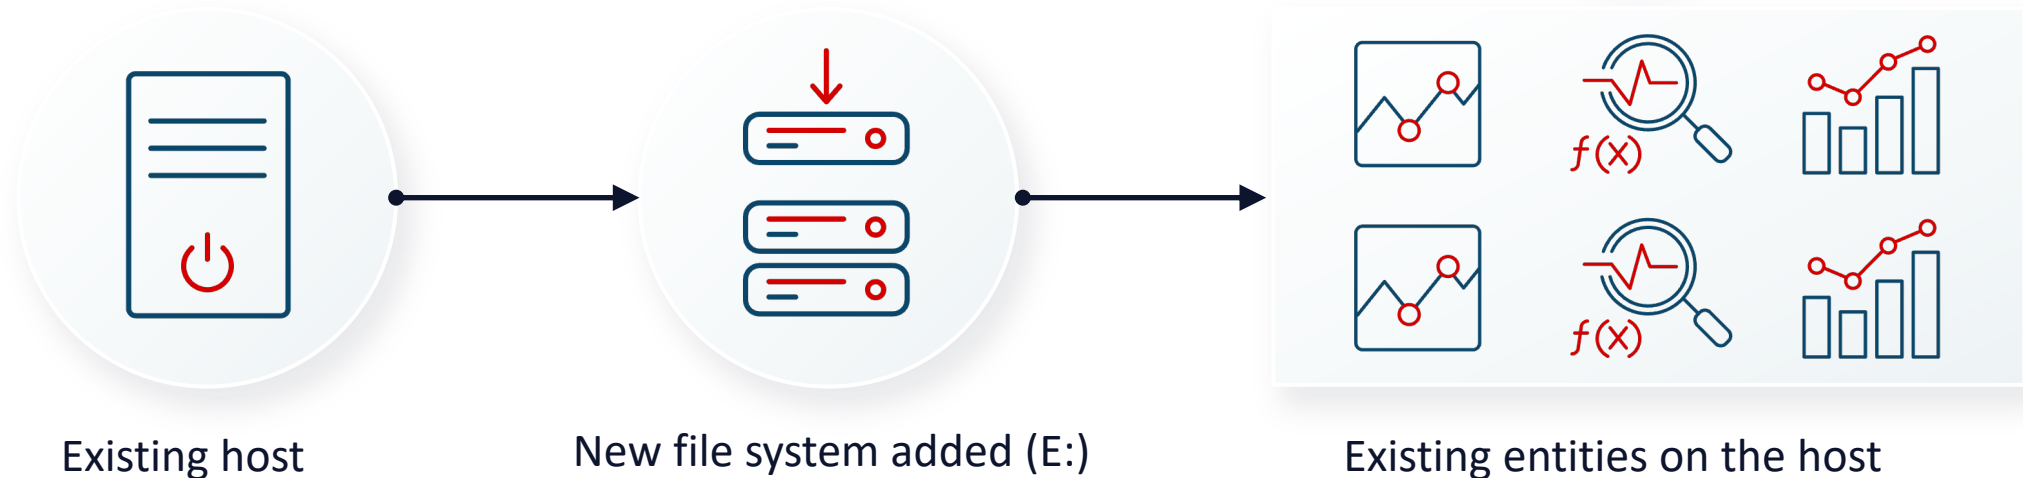 f(x)
f(x)
Existing host
New file system added (E:)
Existing entities on the host